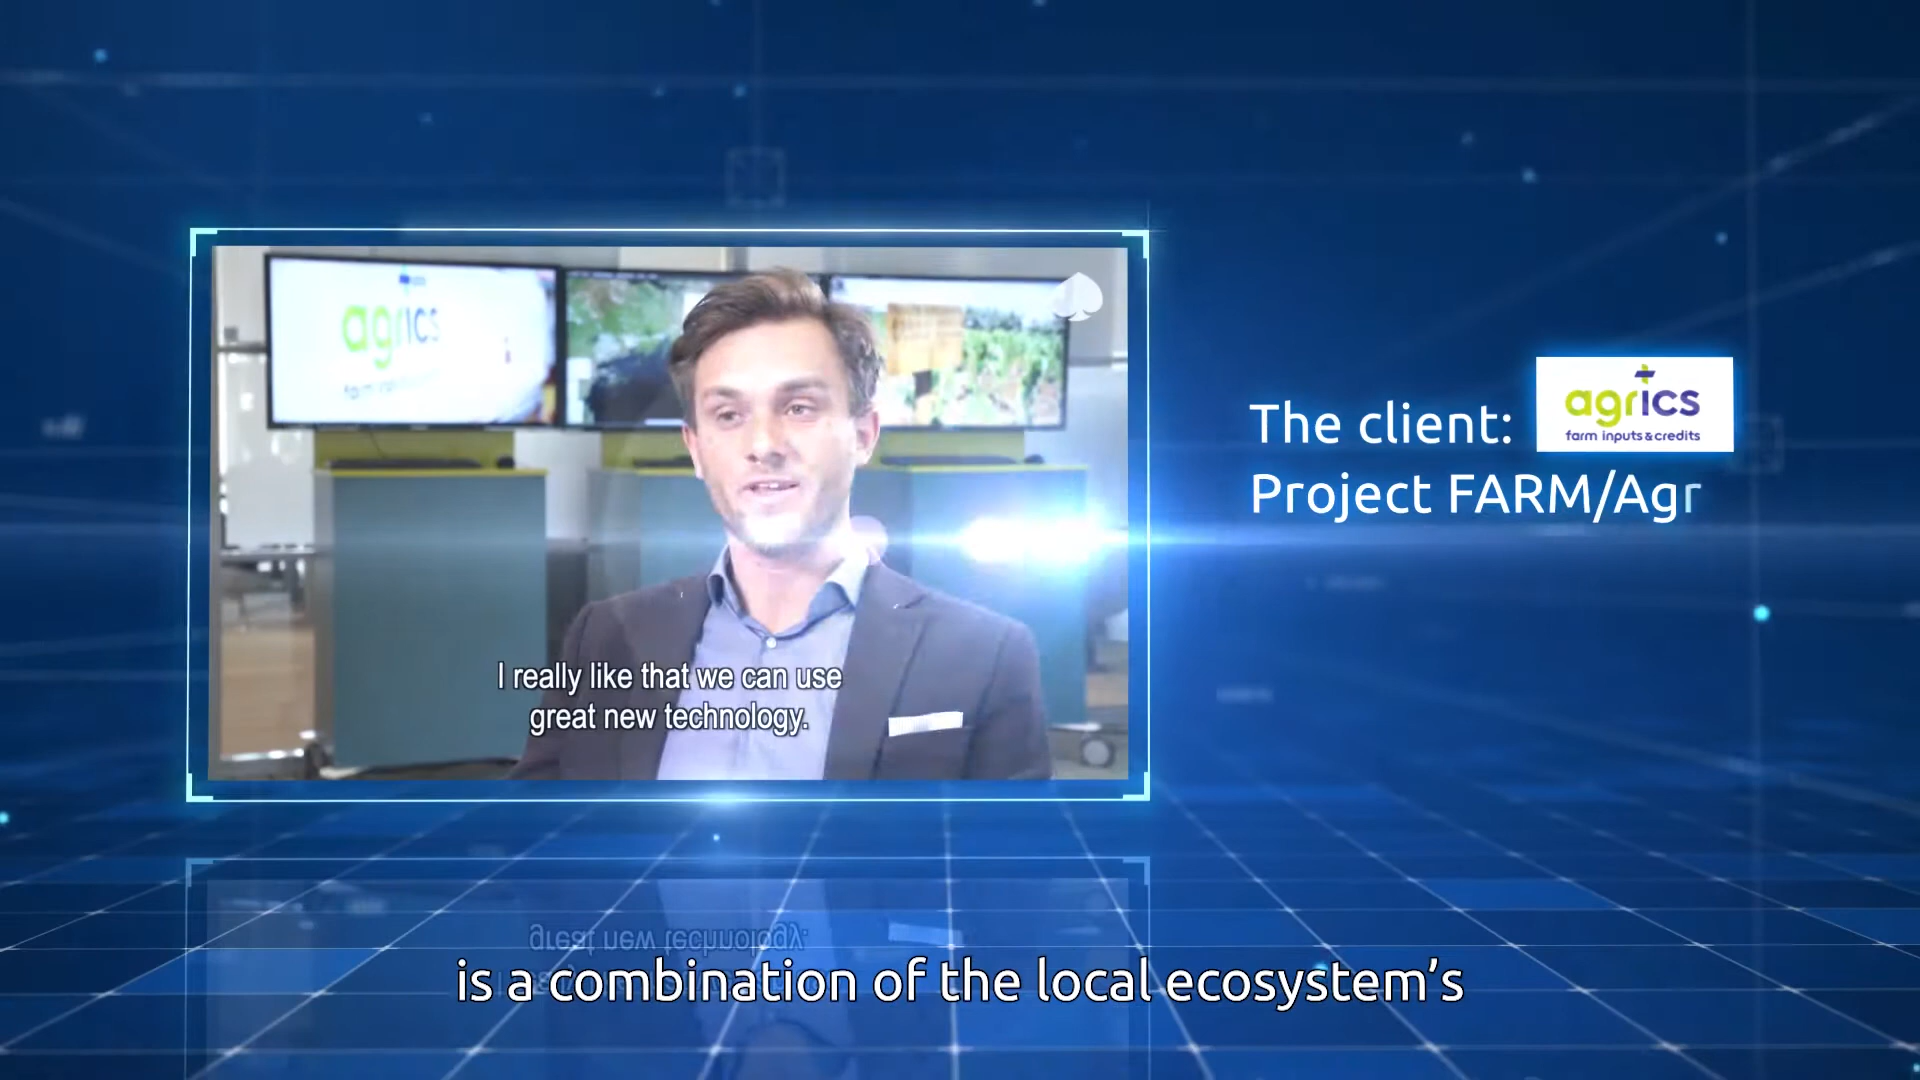 agrics
The client:
agrics
farm inputs & credits
Project FARM/Agr
I really like that we can use
great new technology.
is a combination of the local ecosystem's